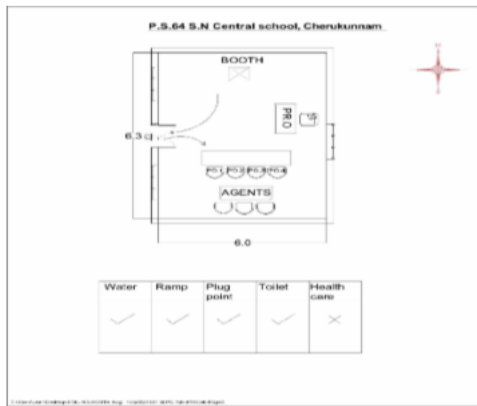 P.S.64 S.N Central school, Cherukunnam
BOOTH
PRO
6.3
PO.1 PO.2 PO.3 PO.4
AGENTS
6.0
Water Ramp Plug point Toilet Health care